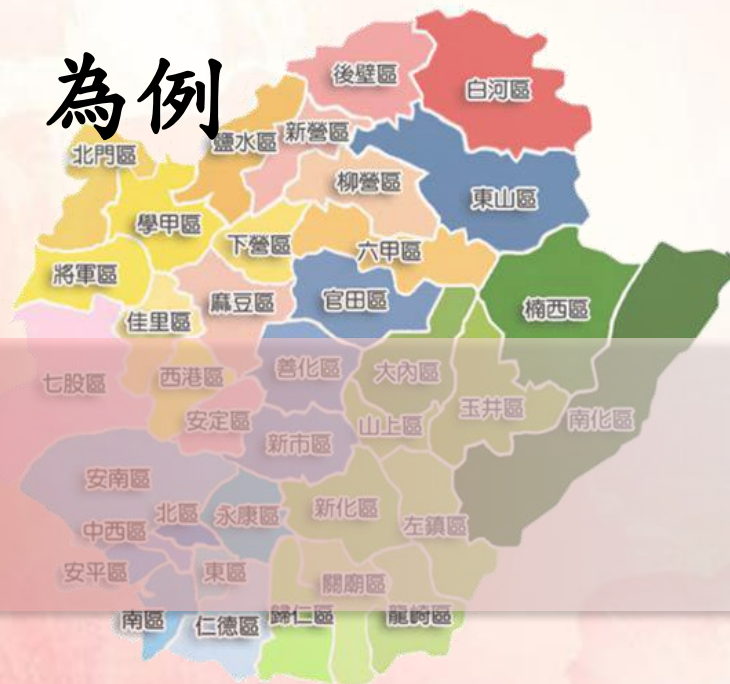 為例
後壁區
白河區
鹽水區
新營區
北門區
柳營區
東山區
學甲區
下營區
六甲區
將軍區
麻豆區
官田區
楠西區
佳里區
七股區
西港區
善化區
大內區
玉井區
南化區
安定區
山上區
新市區
安南區
北區
永康區
新化區
左鎮區
中西區
安平區
東區
關廟區
南區
仁德區
歸仁區
龍崎區